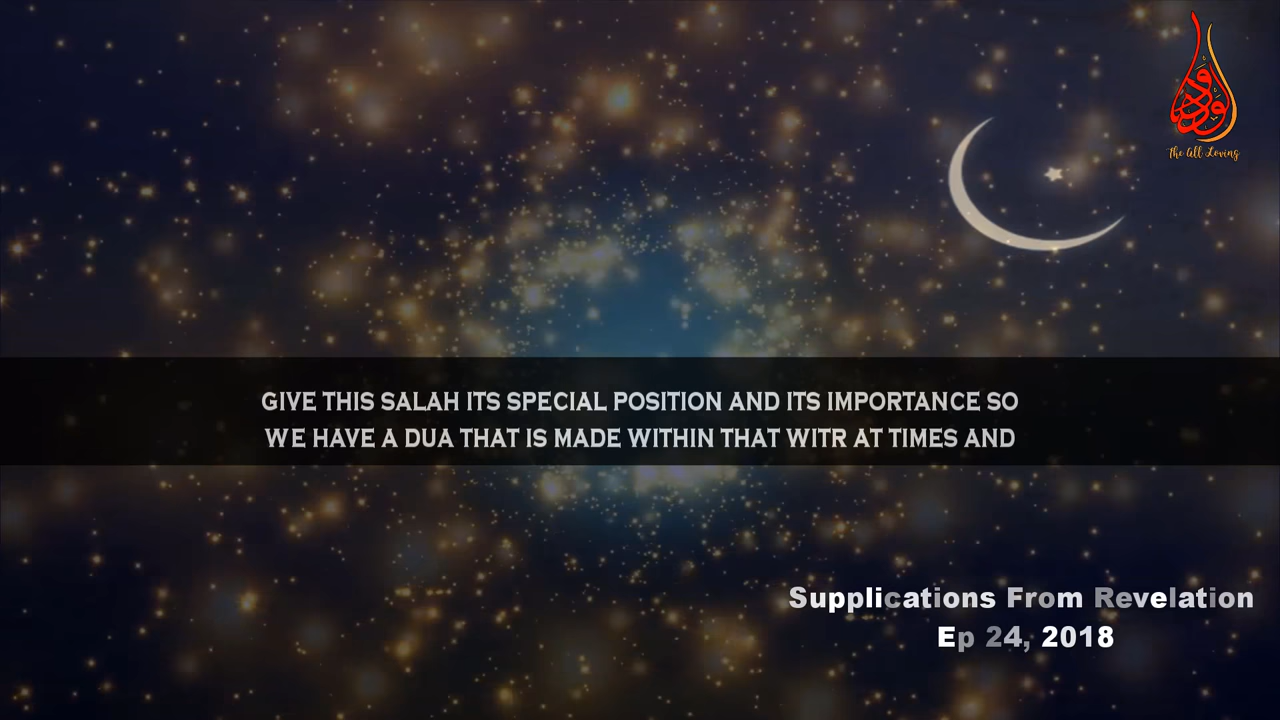 الودود
The All Loving
GIVE THIS SALAH ITS SPECIAL POSITION AND ITS IMPORTANCE SO
WE HAVE A DUA THAT IS MADE WITHIN THAT WITR AT TIMES AND
Supplications From Revelation
Ep 24, 2018